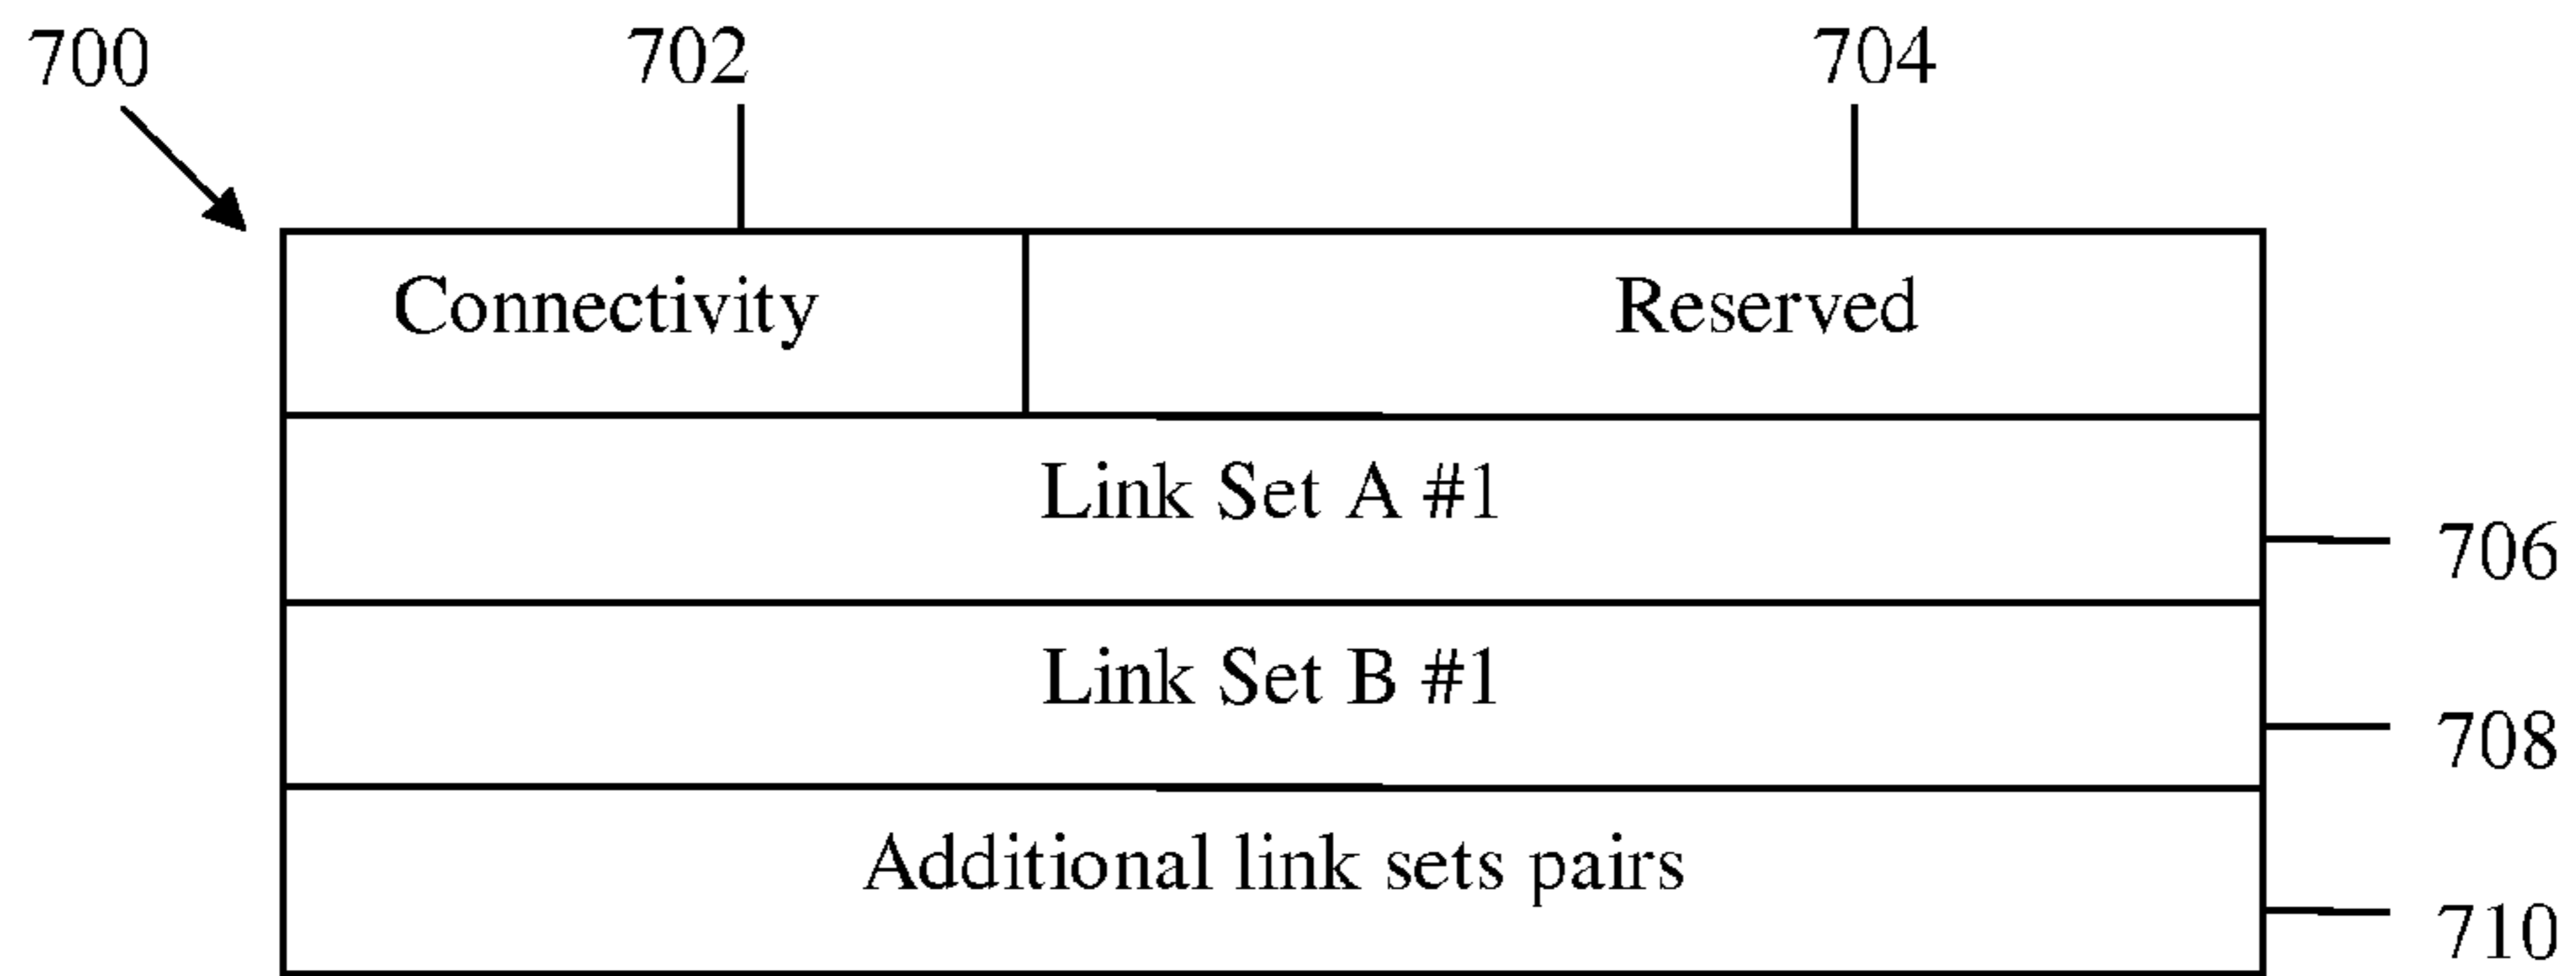 700 702 704
Connectivity Reserved
Link Set A #1
706
Link Set B #1
708
Additional link sets pairs
710